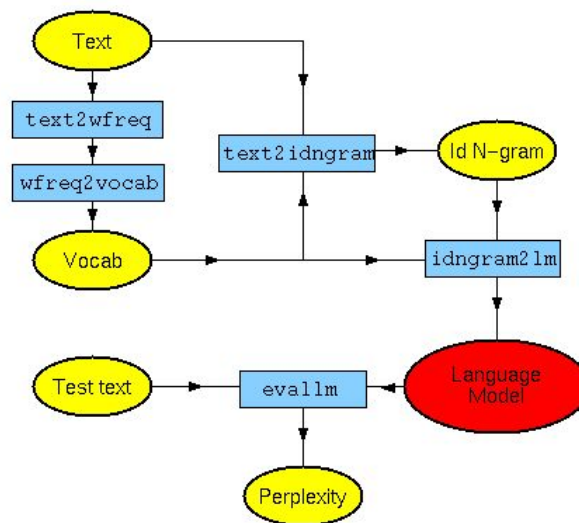 Text
text2wfreq
text2idngram
Id N-gram
wfreq2vocab
Vocab
idngram2lm
Test text
evallm
Language
Model
Perplexity